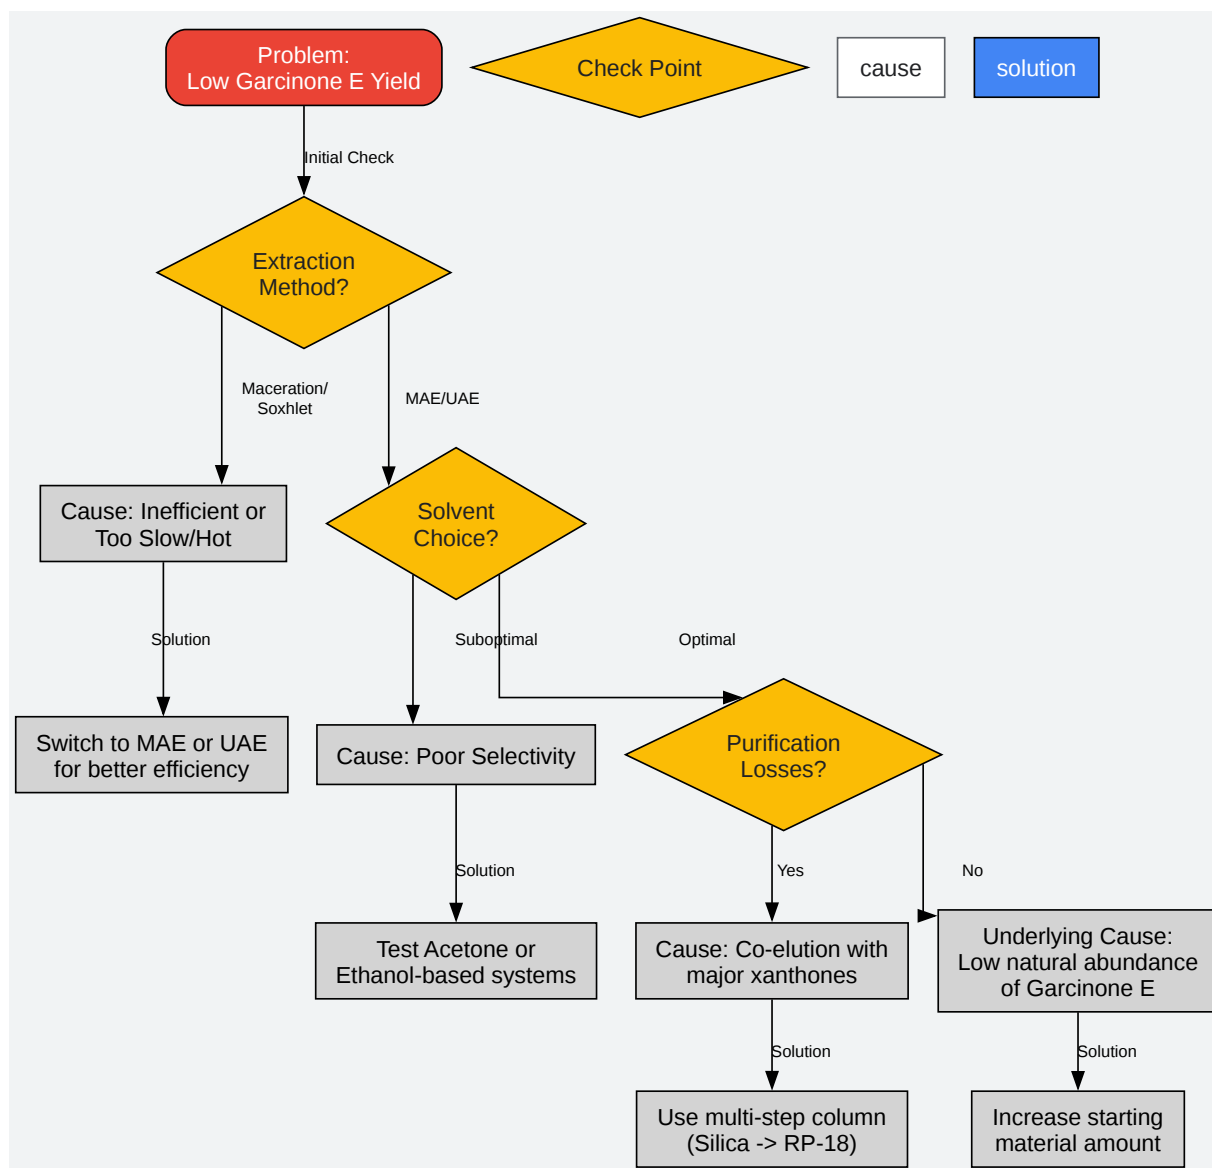 Problem:
Low Garcinone E Yield
Check Point
cause
solution
Initial Check
Extraction
Method?
Maceration/
Soxhlet
MAE/UAE
Cause: Inefficient or
Too Slow/Hot
Solvent
Choice?
Solution
Suboptimal
Optimal
Switch to MAE or UAE
for better efficiency
Cause: Poor Selectivity
Purification
Losses?
Solution
Yes
No
Test Acetone or
Ethanol-based systems
Cause: Co-elution with
major xanthones
Underlying Cause:
Low natural abundance
of Garcinone E
Solution
Solution
Use multi-step column
(Silica -> RP-18)
Increase starting
material amount